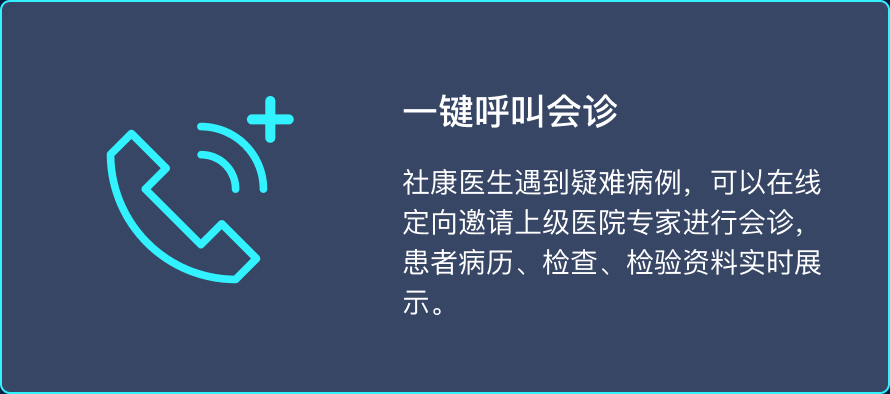 一键呼叫会诊
社康医生遇到疑难病例，可以在线
定向邀请上级医院专家进行会诊，
患者病历、检查、检验资料实时展
示。